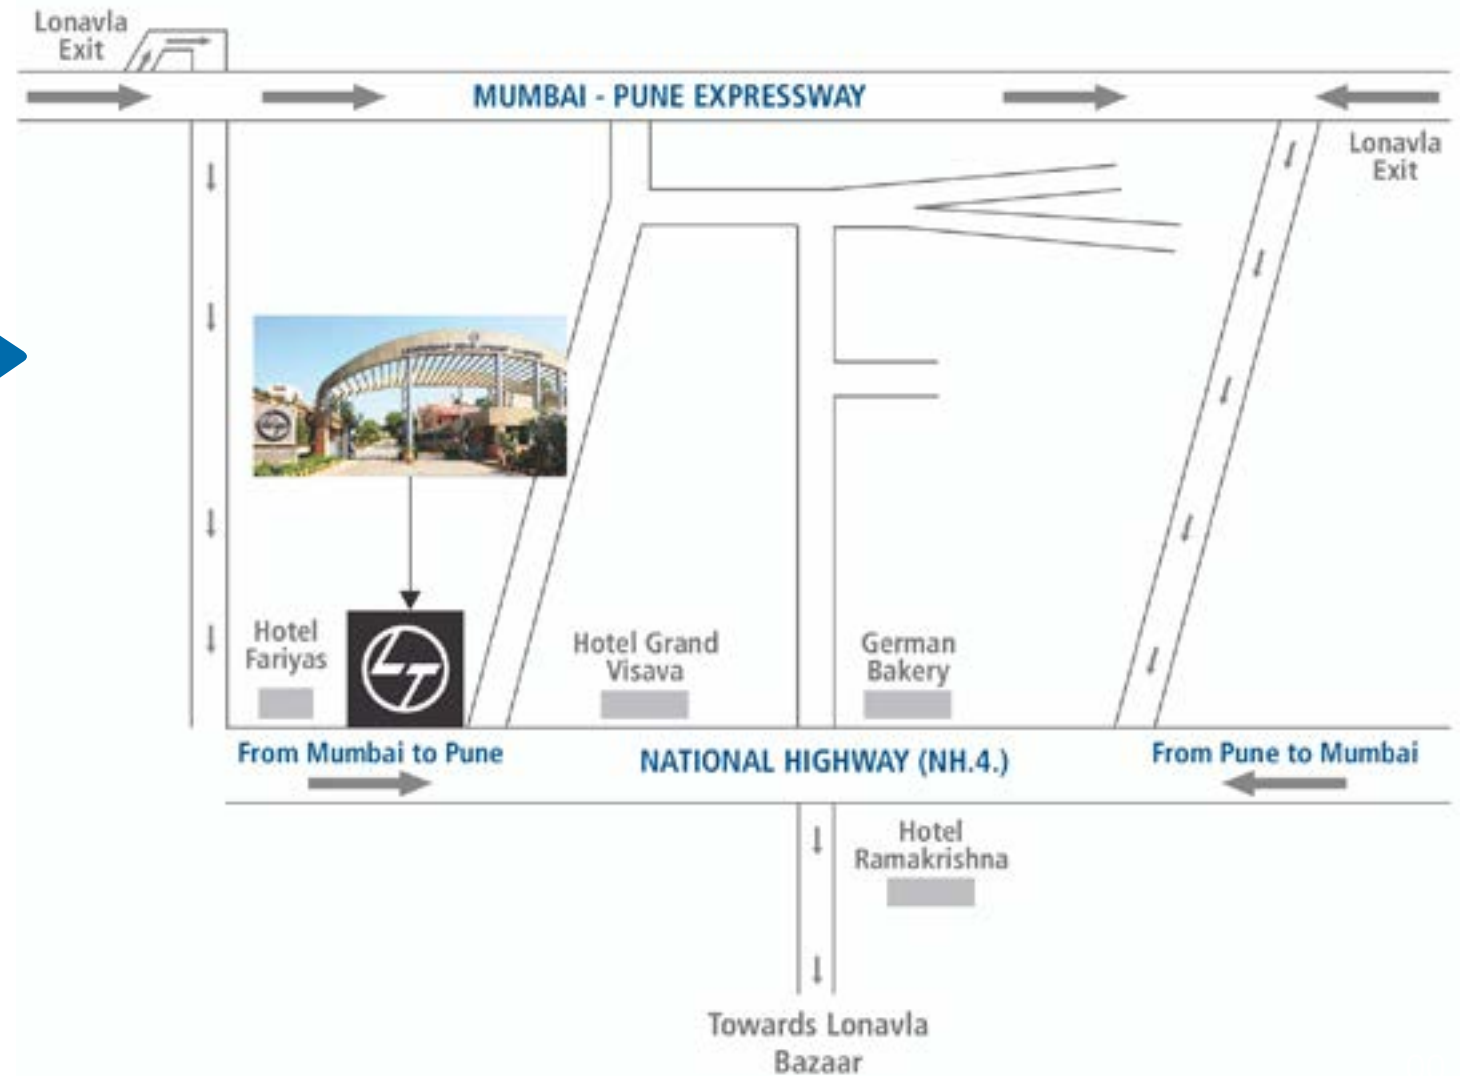 Lonavla
Exit
MUMBAI - PUNE EXPRESSWAY
Lonavla
Exit
Hotel
Fariyas
LT
Hotel Grand
Visava
German
Bakery
From Mumbai to Pune
NATIONAL HIGHWAY (NH.4.)
From Pune to Mumbai
Hotel
Ramakrishna
Towards Lonavla
Bazaar